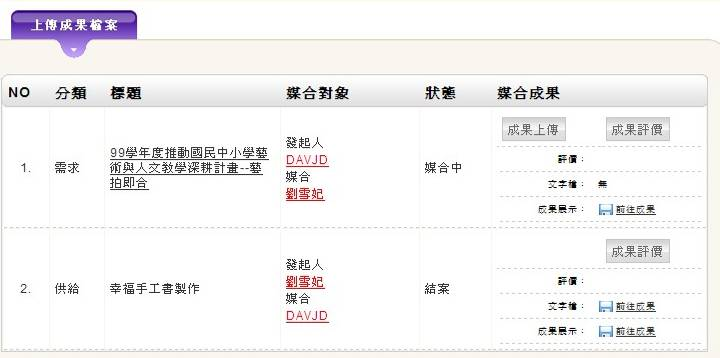 上傳成果檔案
NO 分類 標題 媒合對象 狀態 媒合成果
1. 需求
99學年度推動國民中小學藝
術與人文教學深耕計畫--藝
拍即合
發起人
DAVJD
媒合
劉雪妃
媒合中
成果上傳 成果評價
評價：
文字檔： 無
成果展示： 前往成果
2. 供給 幸福手工書製作
發起人
劉雪妃
媒合
DAVJD
結案
成果評價
評價：
文字檔： 前往成果
成果展示： 前往成果